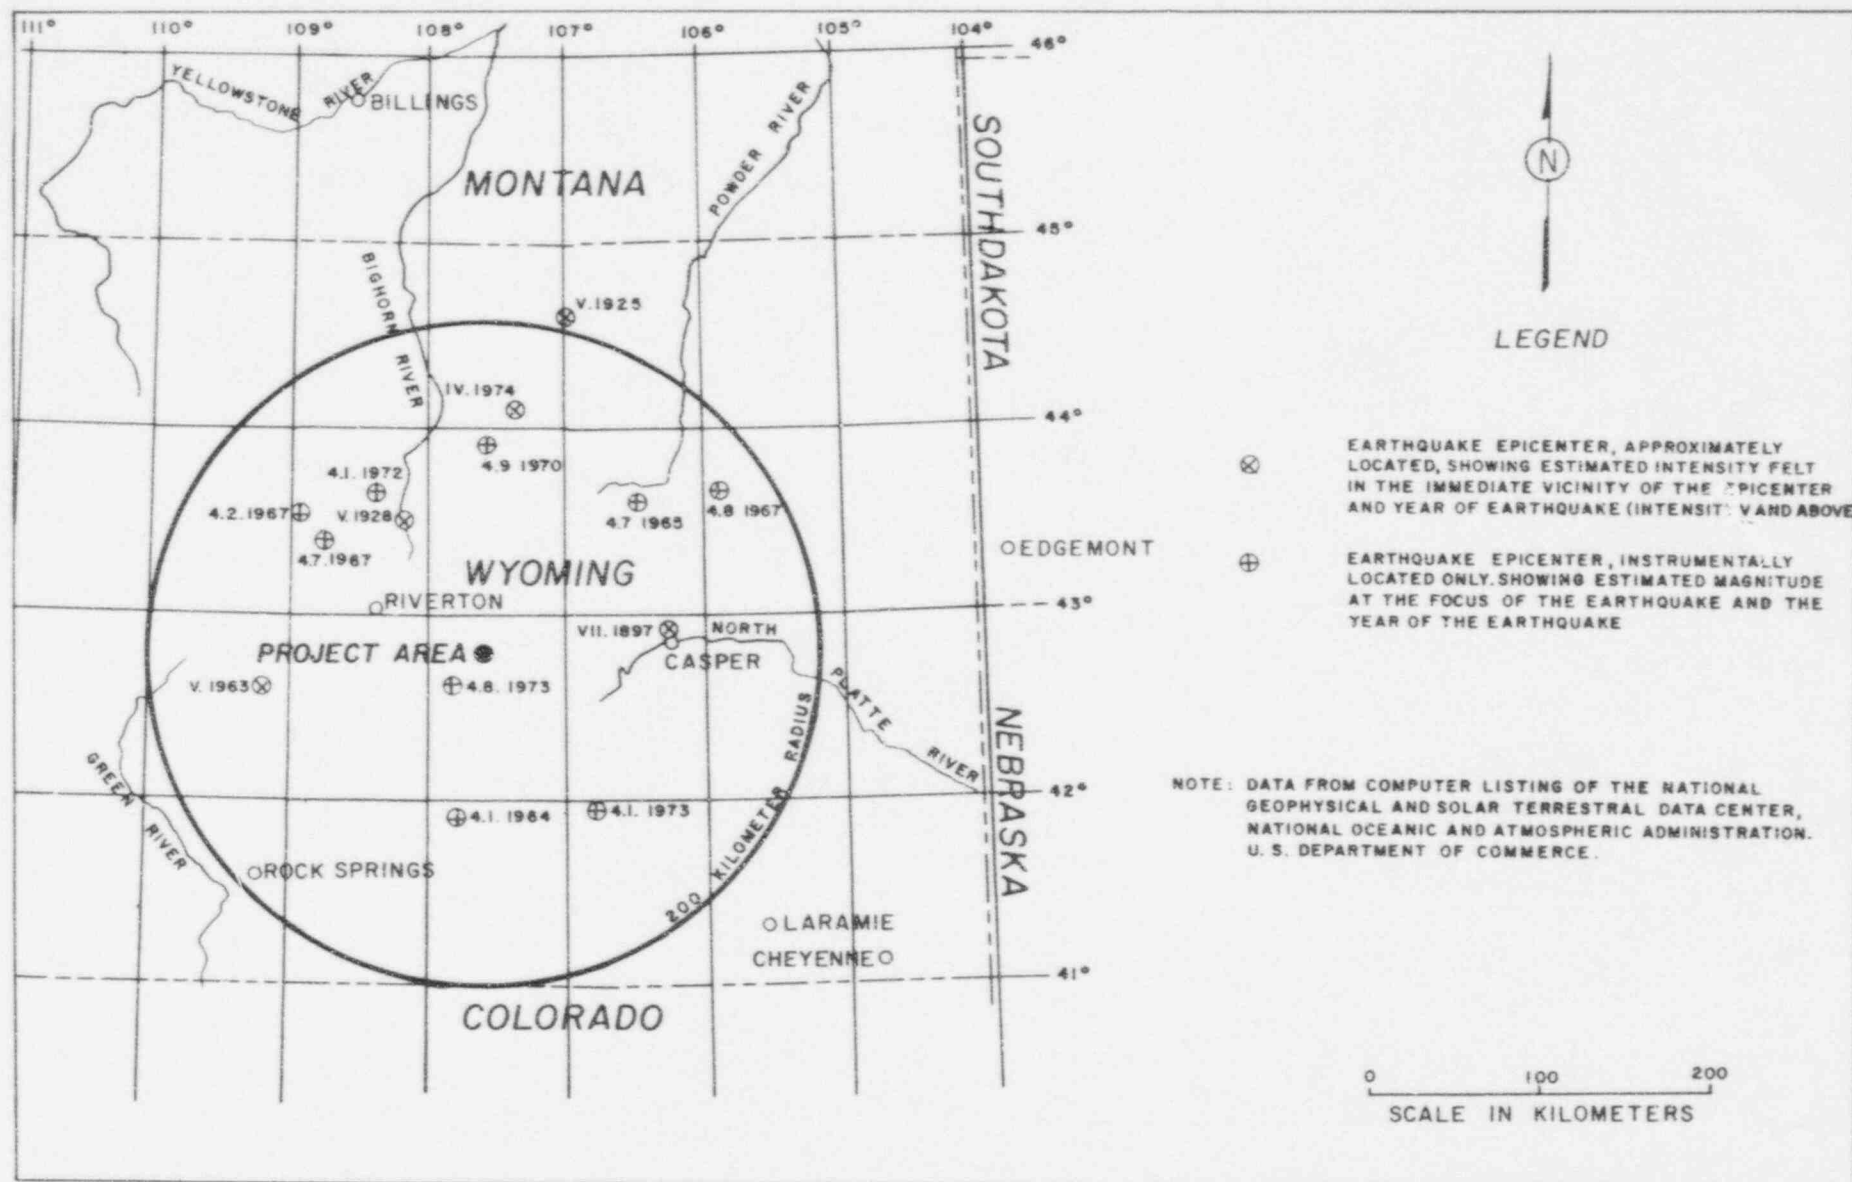 111° 110° 109° 108° 107° 106° 105° 104°
46°
YELLOWSTONE RIVER
BILLINGS
POWDER RIVER
SOUTH DAKOTA
N
MONTANA
45°
BIGHORN RIVER
V. 1925
LEGEND
IV. 1974
44°
4.9 1970
4.1. 1972
4.2. 1967
V. 1928
4.7. 1967
4.7 1965
4.8 1967
EARTHQUAKE EPICENTER, APPROXIMATELY
LOCATED, SHOWING ESTIMATED INTENSITY FELT
IN THE IMMEDIATE VICINITY OF THE EPICENTER
AND YEAR OF EARTHQUAKE (INTENSIT V AND ABOVE
EDGEMONT
EARTHQUAKE EPICENTER, INSTRUMENTALLY
LOCATED ONLY. SHOWING ESTIMATED MAGNITUDE
AT THE FOCUS OF THE EARTHQUAKE AND THE
YEAR OF THE EARTHQUAKE
WYOMING
RIVERTON
43°
VII. 1897
NORTH PLATTE RIVER
CASPER
PROJECT AREA
V. 1963
4.8. 1973
NEBRASKA
GREEN RIVER
200 KILOMETER RADIUS
42°
4.1. 1964
4.1. 1973
NOTE: DATA FROM COMPUTER LISTING OF THE NATIONAL
GEOPHYSICAL AND SOLAR TERRESTRAL DATA CENTER,
NATIONAL OCEANIC AND ATMOSPHERIC ADMINISTRATION.
U. S. DEPARTMENT OF COMMERCE.
ROCK SPRINGS
LARAMIE
CHEYENNE
41°
COLORADO
0 100 200
SCALE IN KILOMETERS